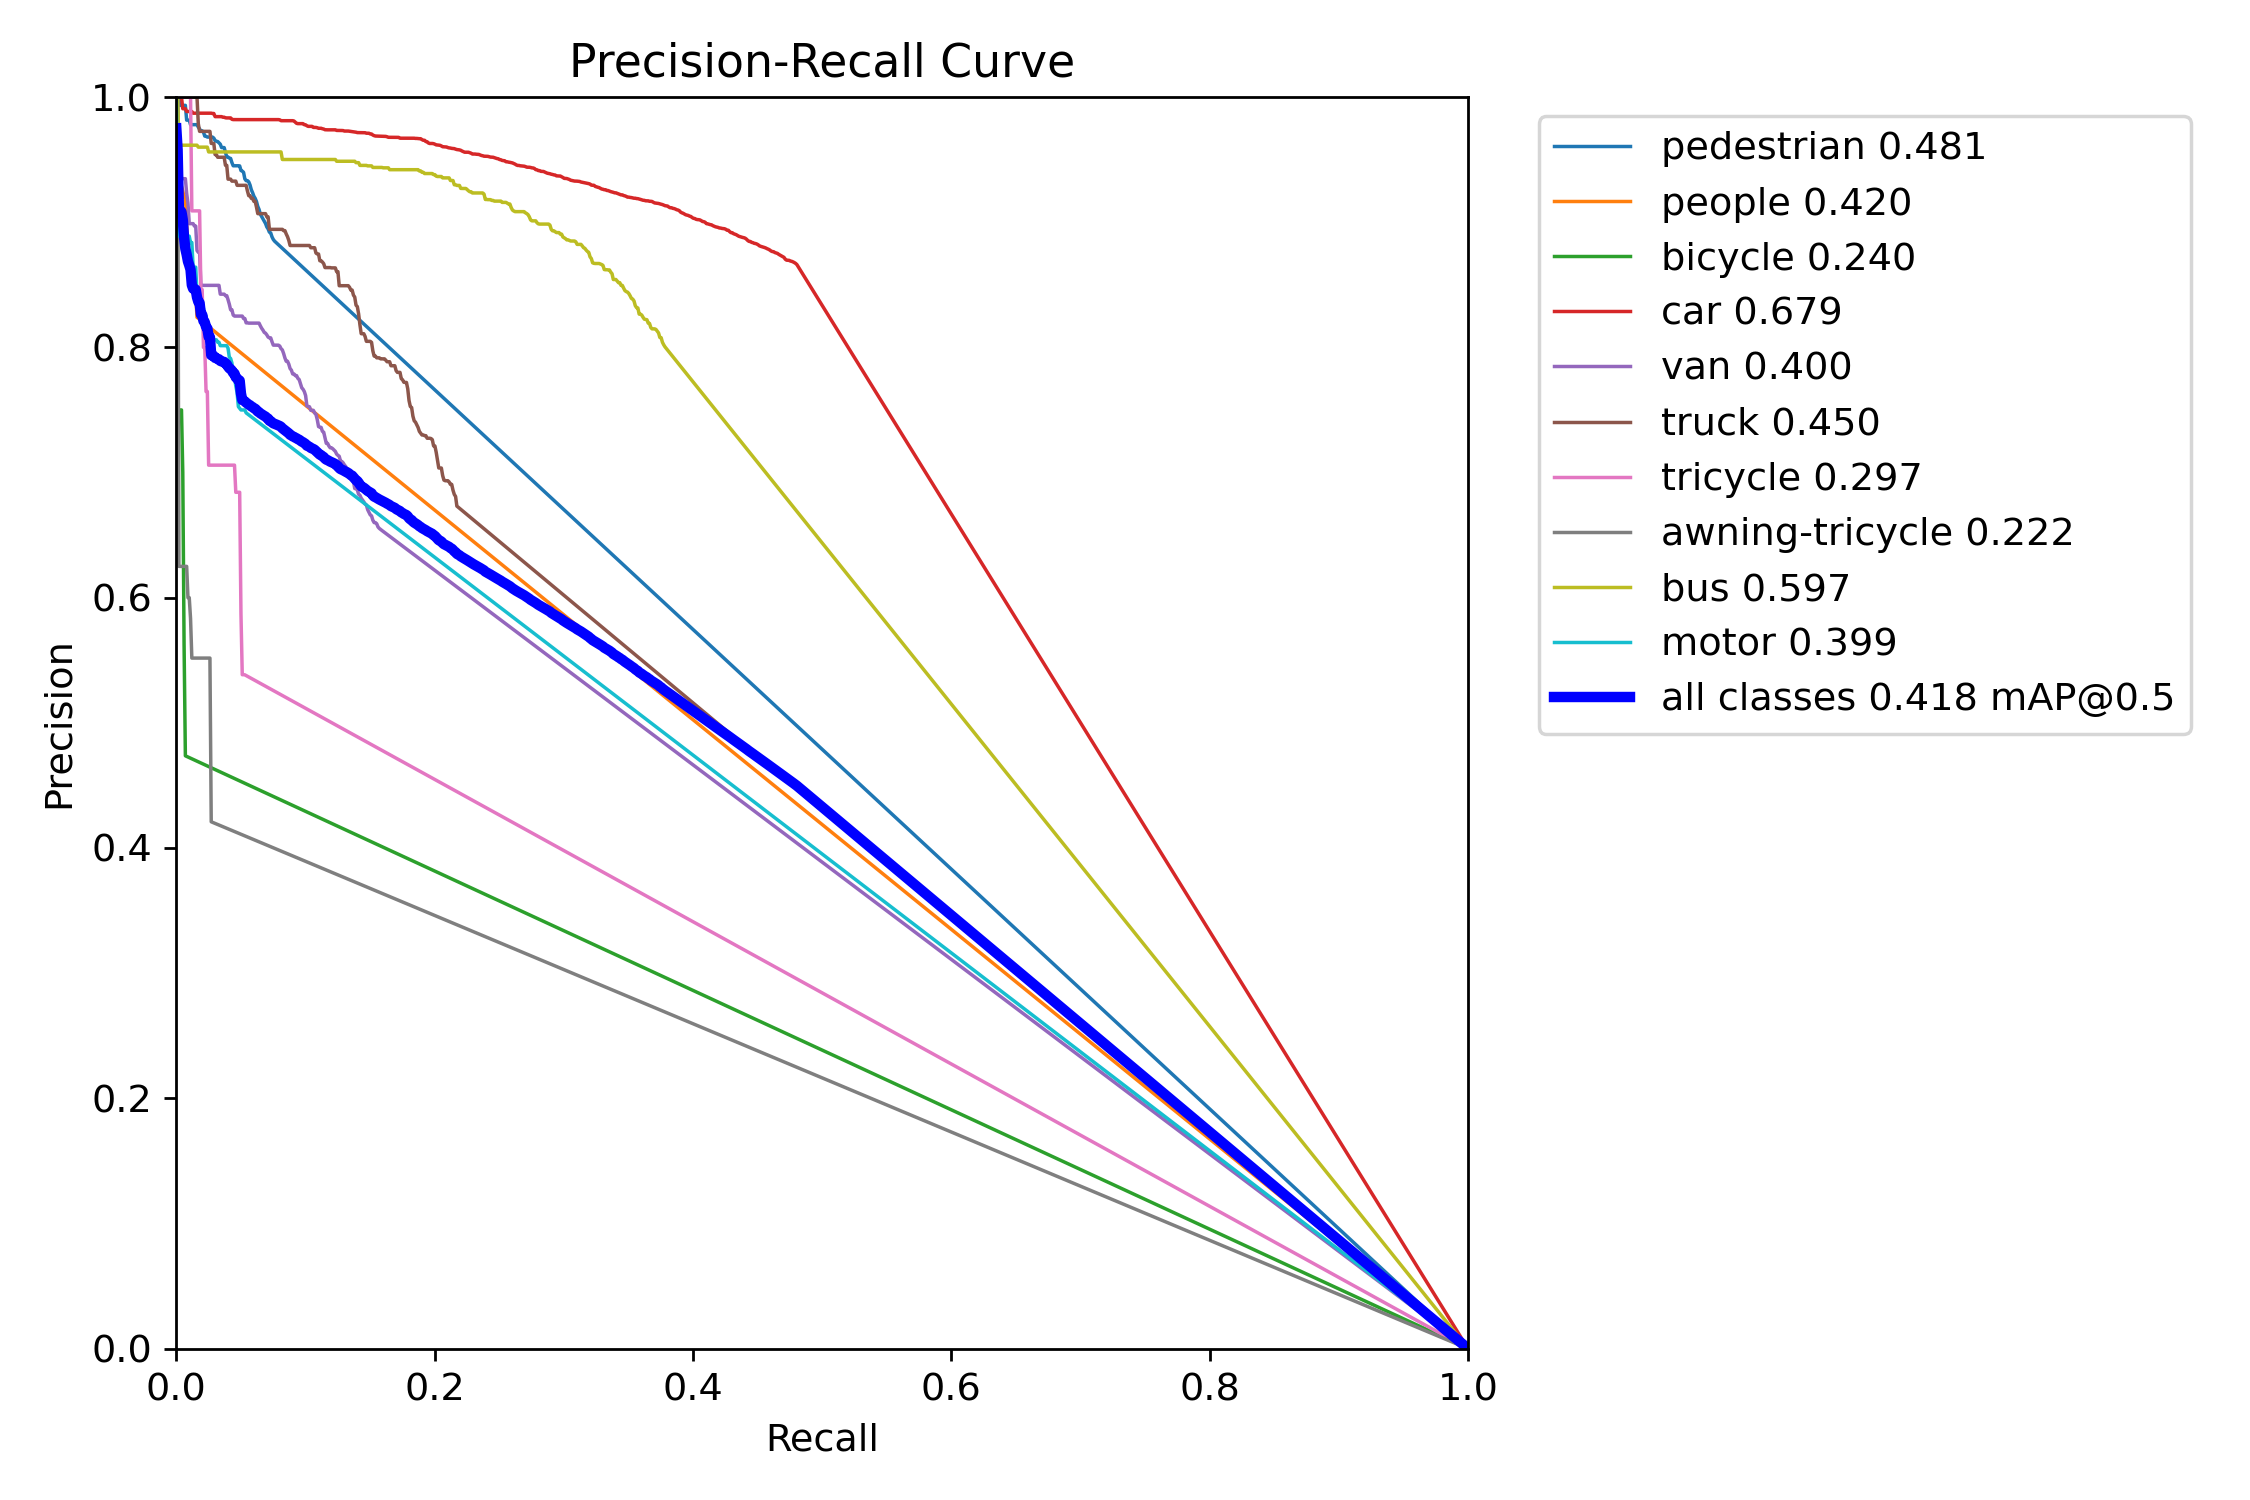 Precision-Recall Curve
1.0
0.8
0.6
0.4
0.2
0.0
Precision
0.0 0.2 0.4 0.6 0.8 1.0
Recall
pedestrian 0.481
people 0.420
bicycle 0.240
car 0.679
van 0.400
truck 0.450
tricycle 0.297
awning-tricycle 0.222
bus 0.597
motor 0.399
all classes 0.418 mAP@0.5